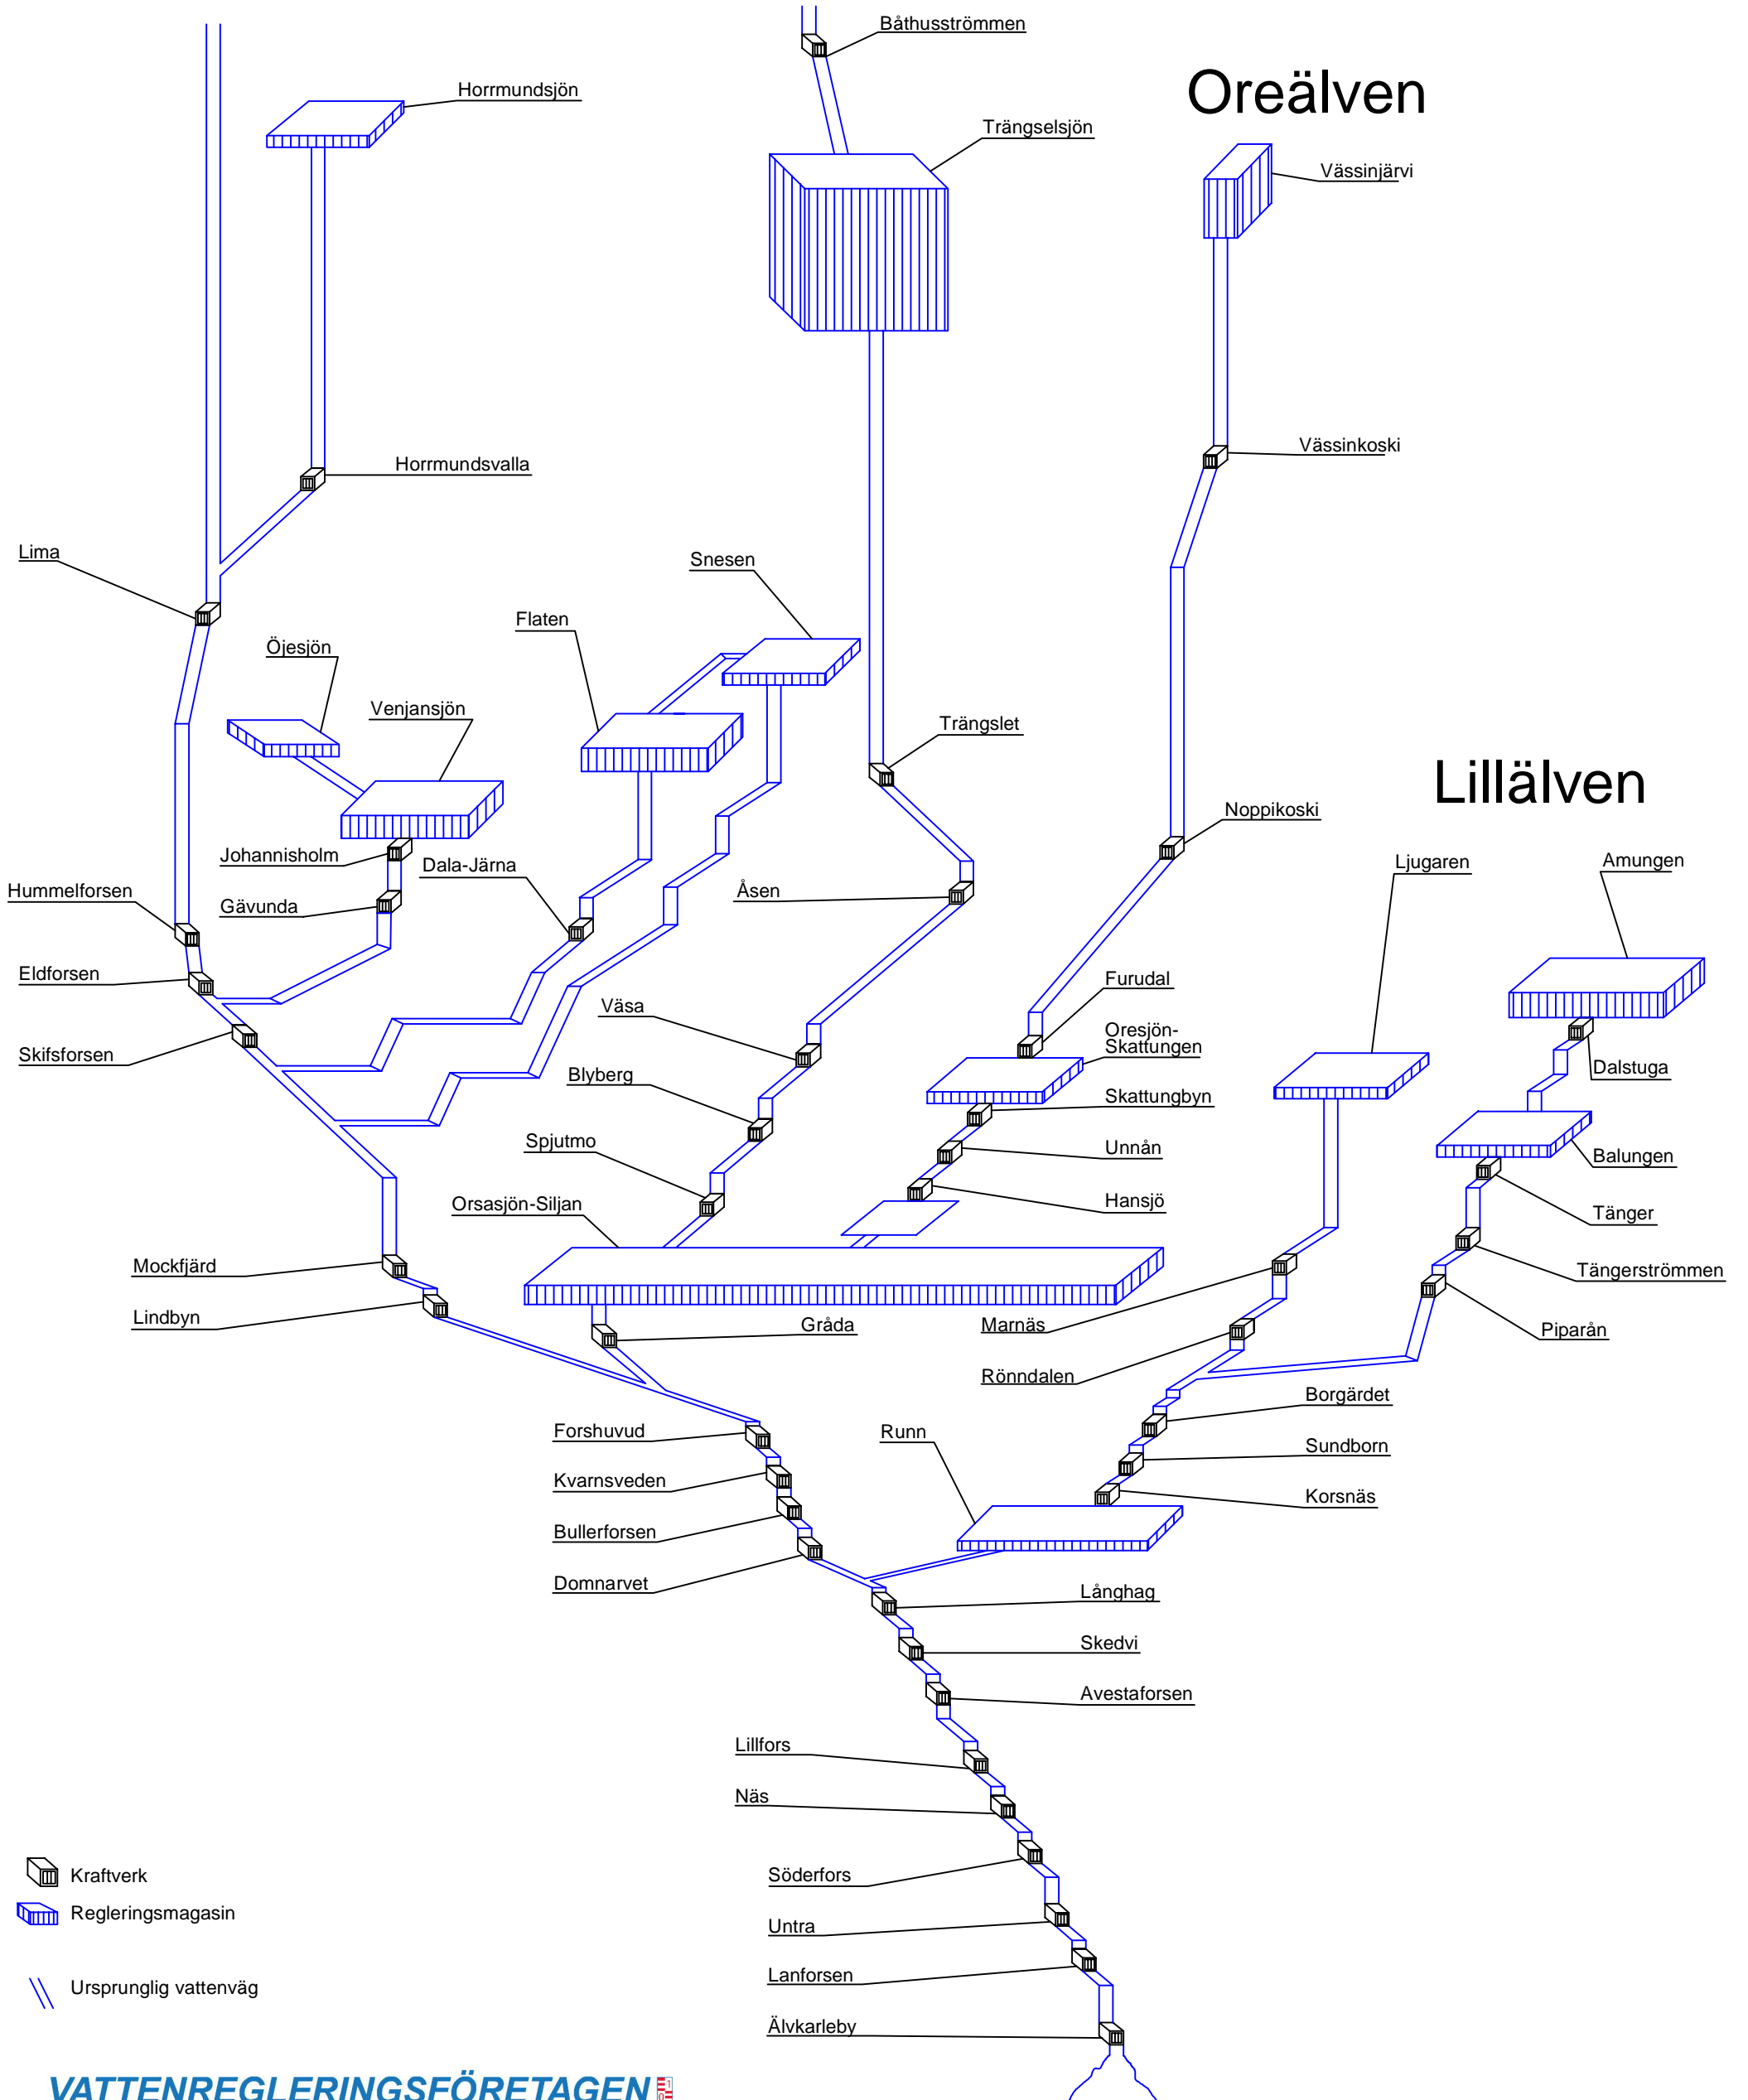 Båthusströmmen
Oreälven
Horrmundsjön
Trängselsjön
Vässinjärvi
Vässinkoski
Horrmundsvalla
Lima
Snesen
Flaten
Öjesjön
Venjansjön
Trängslet
Lillälven
Noppikoski
Johannisholm
Dala-Järna
Ljugaren
Amungen
Hummelforsen
Gävunda
Åsen
Eldforsen
Furudal
Väsa
Oresjön-
Skattungen
Skifsforsen
Blyberg
Dalstuga
Skattungbyn
Spjutmo
Unnån
Balungen
Orsasjön-Siljan
Hansjö
Tänger
Mockfjärd
Tängerströmmen
Lindbyn
Gråda
Marnäs
Piparån
Rönndalen
Borgärdet
Forshuvud
Runn
Sundborn
Kvarnsveden
Korsnäs
Bullerforsen
Domnarvet
Långhag
Skedvi
Avestaforsen
Lillfors
Näs
Kraftverk
Söderfors
Regleringsmagasin
Untra
Lanforsen
Ursprunglig vattenväg
Älvkarleby
VATTENREGLERINGSFÖRETAGEN